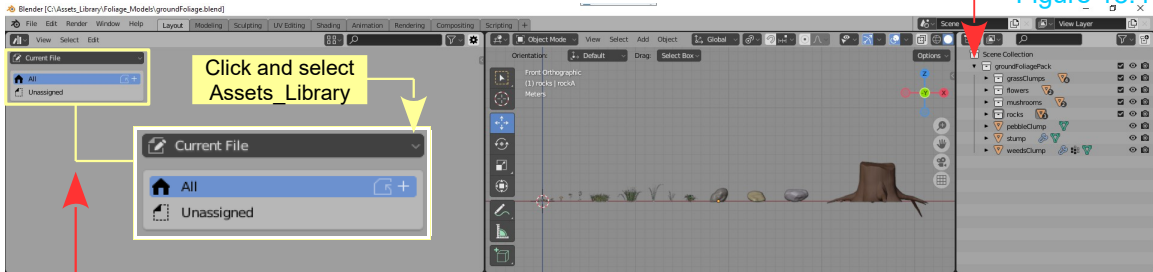 Blender [C:\Assets_Library\Foliage_Models\groundFoliage.blend]
File Edit Render Window Help Layout Modeling Sculpting UV Editing Shading Animation Rendering Compositing Scripting + Scene View Layer
View Select Edit Object Mode View Select Add Object Global
Current File
All
Unassigned
Click and select
Assets_Library
Current File
All
Unassigned
Orientation: Default Drag: Select Box Options
Front Orthographic
(1) rocks | rockA
Meters
Z
-Y
X
Scene Collection
groundFoliagePack
grassClumps
flowers
mushrooms
rocks
pebbleClump
stump
weedsClump